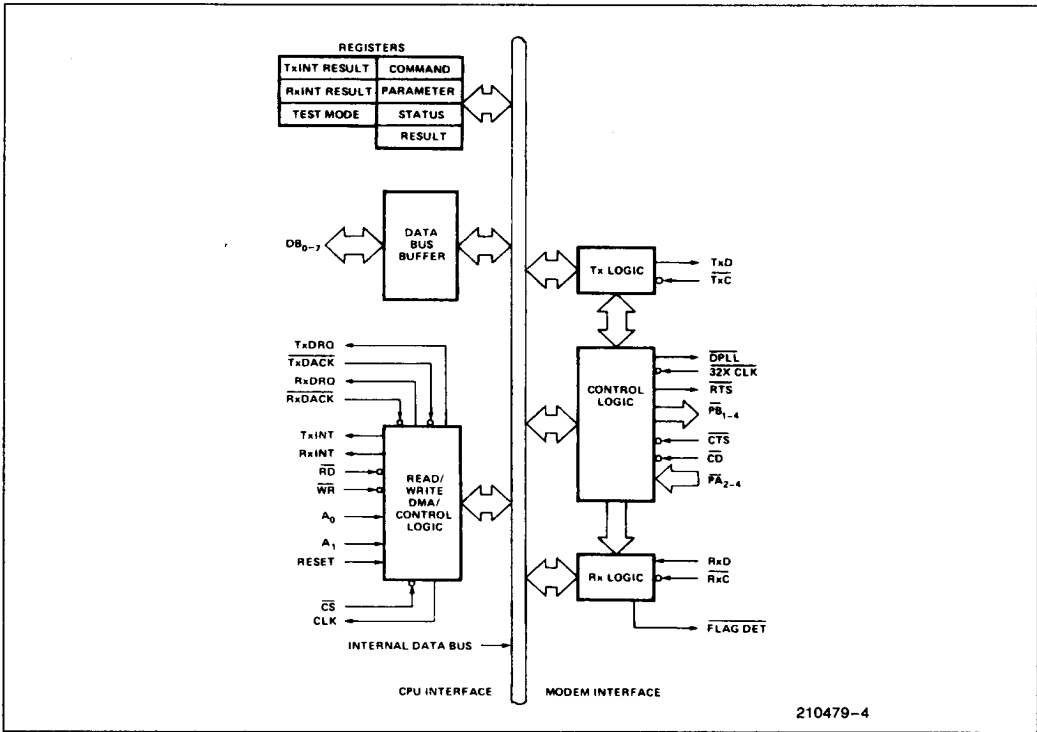 REGISTERS
TxINT RESULT COMMAND
RxINT RESULT PARAMETER
TEST MODE STATUS
RESULT
DB0-7
DATA
BUS
BUFFER
TxDRQ
TxDACK
RxDRQ
RxDACK
TxINT
RxINT
RD
WR
A0
A1
RESET
CS
CLK
READ/
WRITE
DMA/
CONTROL
LOGIC
INTERNAL DATA BUS
CPU INTERFACE
MODEM INTERFACE
Tx LOGIC
TxD
TxC
CONTROL
LOGIC
DPLL
32X CLK
RTS
PB1-4
CTS
CD
PA2-4
Rx LOGIC
RxD
RxC
FLAG DET
210479-4